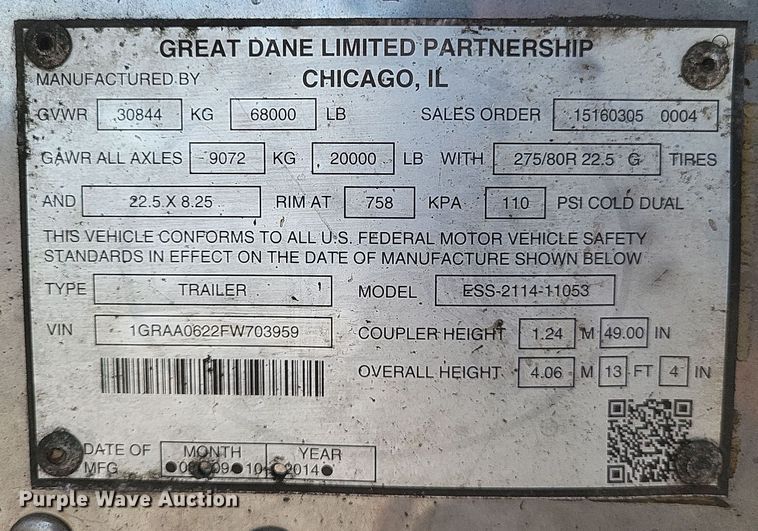 GREAT DANE LIMITED PARTNERSHIP
MANUFACTURED BY CHICAGO, IL
GVWR 30844 KG 68000 LB SALES ORDER 15160305 0004
GAWR ALL AXLES 9072 KG 20000 LB WITH 275/80R 22.5 G TIRES
AND 22.5 X 8.25 RIM AT 758 KPA 110 PSI COLD DUAL
THIS VEHICLE CONFORMS TO ALL U.S. FEDERAL MOTOR VEHICLE SAFETY
STANDARDS IN EFFECT ON THE DATE OF MANUFACTURE SHOWN BELOW
TYPE TRAILER MODEL ESS-2114-11053
VIN 1GRAA0622FW703959 COUPLER HEIGHT 1.24 M 49.00 IN
OVERALL HEIGHT 4.06 M 13 FT 4 IN
DATE OF MFG MONTH YEAR
09 10 2014
Purple Wave Auction